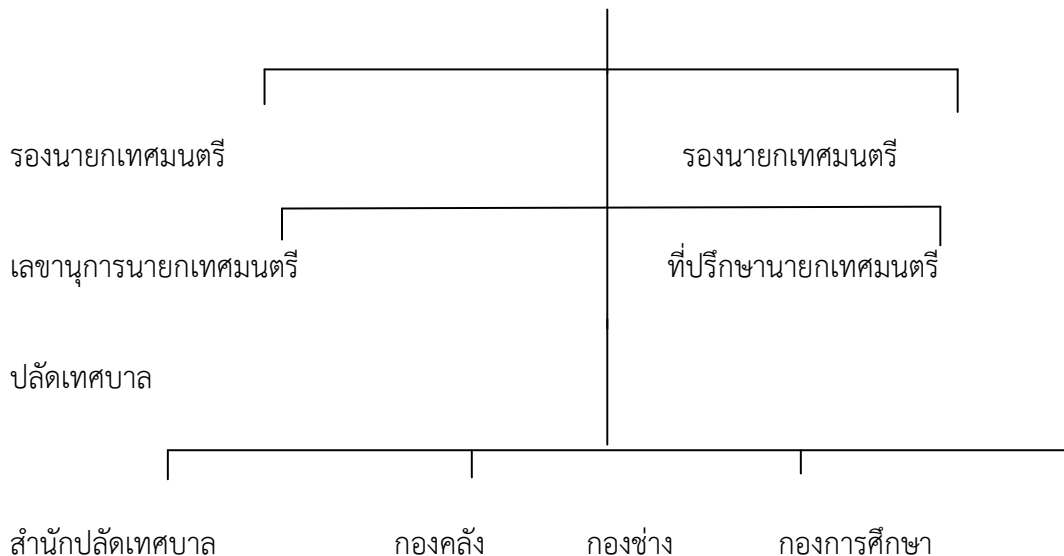 รองนายกเทศมนตรี รองนายกเทศมนตรี
เลขานุการนายกเทศมนตรี ที่ปรึกษานายกเทศมนตรี
ปลัดเทศบาล
สำนักปลัดเทศบาล กองคลัง กองช่าง กองการศึกษา